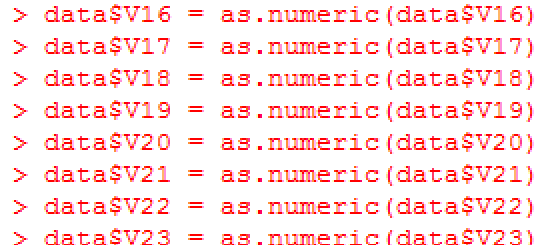 > data$V16 = as.numeric(data$V16)
> data$V17 = as.numeric(data$V17)
> data$V18 = as.numeric(data$V18)
> data$V19 = as.numeric(data$V19)
> data$V20 = as.numeric(data$V20)
> data$V21 = as.numeric(data$V21)
> data$V22 = as.numeric(data$V22)
> data$V23 = as.numeric(data$V23)